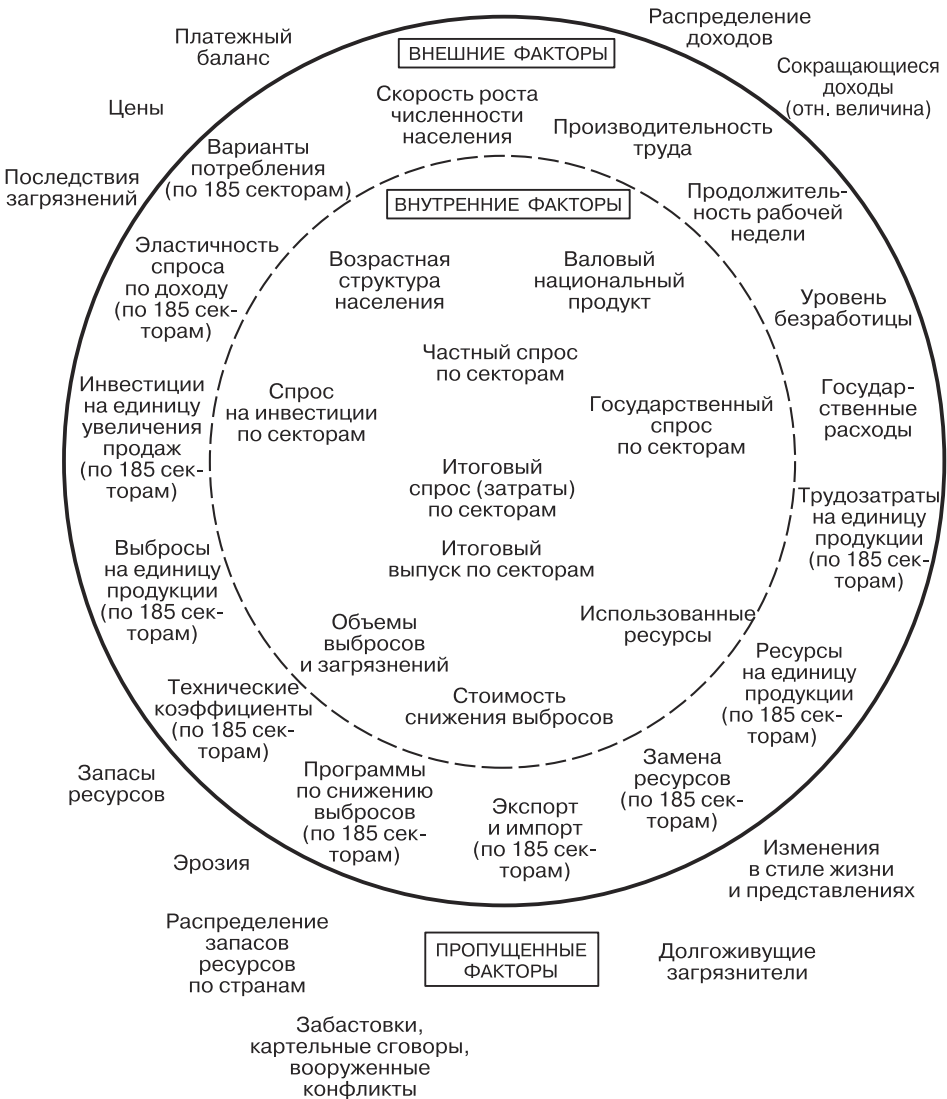 Платежный
баланс
Распределение
доходов
ВНЕШНИЕ ФАКТОРЫ
Сокращающиеся
доходы
(отн. величина)
Цены
Скорость роста
численности
населения
Производительность
труда
Варианты
потребления
(по 185 секторам)
Последствия
загрязнений
ВНУТРЕННИЕ ФАКТОРЫ
Продолжитель-
ность рабочей
недели
Эластичность
спроса
по доходу
(по 185 сек-
торам)
Возрастная
структура
населения
Валовый
национальный
продукт
Уровень
безработицы
Частный спрос
по секторам
Инвестиции
на единицу
увеличения
продаж
(по 185 сек-
торам)
Спрос
на инвестиции
по секторам
Государственный
спрос
по секторам
Государ-
ственные
расходы
Итоговый
спрос (затраты)
по секторам
Трудозатраты
на единицу
продукции
(по 185 сек-
торам)
Выбросы
на единицу
продукции
(по 185 сек-
торам)
Итоговый
выпуск по секторам
Объемы
выбросов
и загрязнений
Использованные
ресурсы
Ресурсы
на единицу
продукции
(по 185 сек-
торам)
Технические
коэффициенты
(по 185 сек-
торам)
Стоимость
снижения выбросов
Запасы
ресурсов
Программы
по снижению
выбросов
(по 185 сек-
торам)
Экспорт
и импорт
(по 185 сек-
торам)
Замена
ресурсов
(по 185 сек-
торам)
Эрозия
Изменения
в стиле жизни
и представлениях
Распределение
запасов
ресурсов
по странам
ПРОПУЩЕННЫЕ
ФАКТОРЫ
Долгоживущие
загрязнители
Забастовки,
картельные сговоры,
вооруженные
конфликты